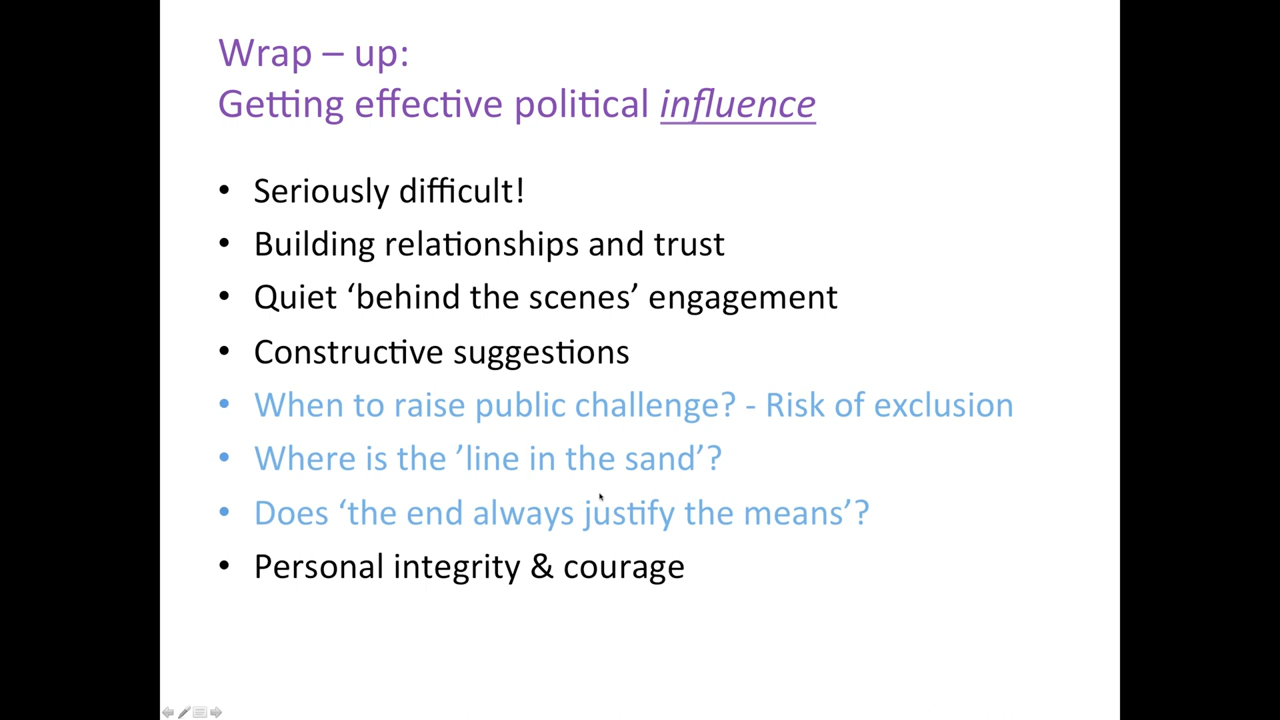 Wrap – up:
Getting effective political influence
• Seriously difficult!
• Building relationships and trust
• Quiet ‘behind the scenes’ engagement
• Constructive suggestions
• When to raise public challenge? - Risk of exclusion
• Where is the ’line in the sand’?
• Does ‘the end always justify the means’?
• Personal integrity & courage